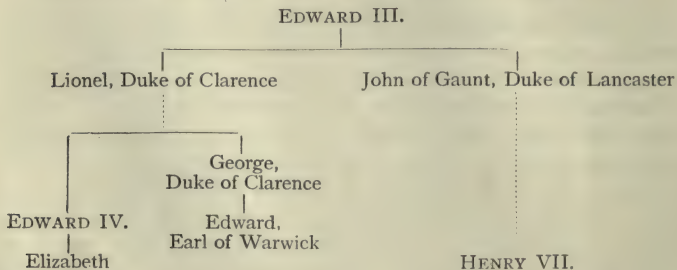 EDWARD III.
Lionel, Duke of Clarence
John of Gaunt, Duke of Lancaster
George,
Duke of Clarence
EDWARD IV.
Edward,
Earl of Warwick
Elizabeth
HENRY VII.